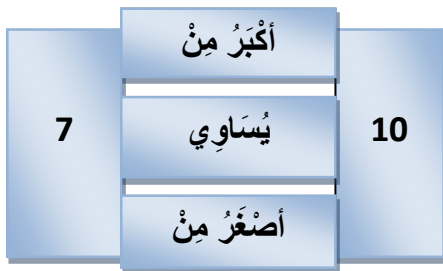 أَكْبَرُ مِنْ
10 يُسَاوِي 7
أَصْغَرُ مِنْ